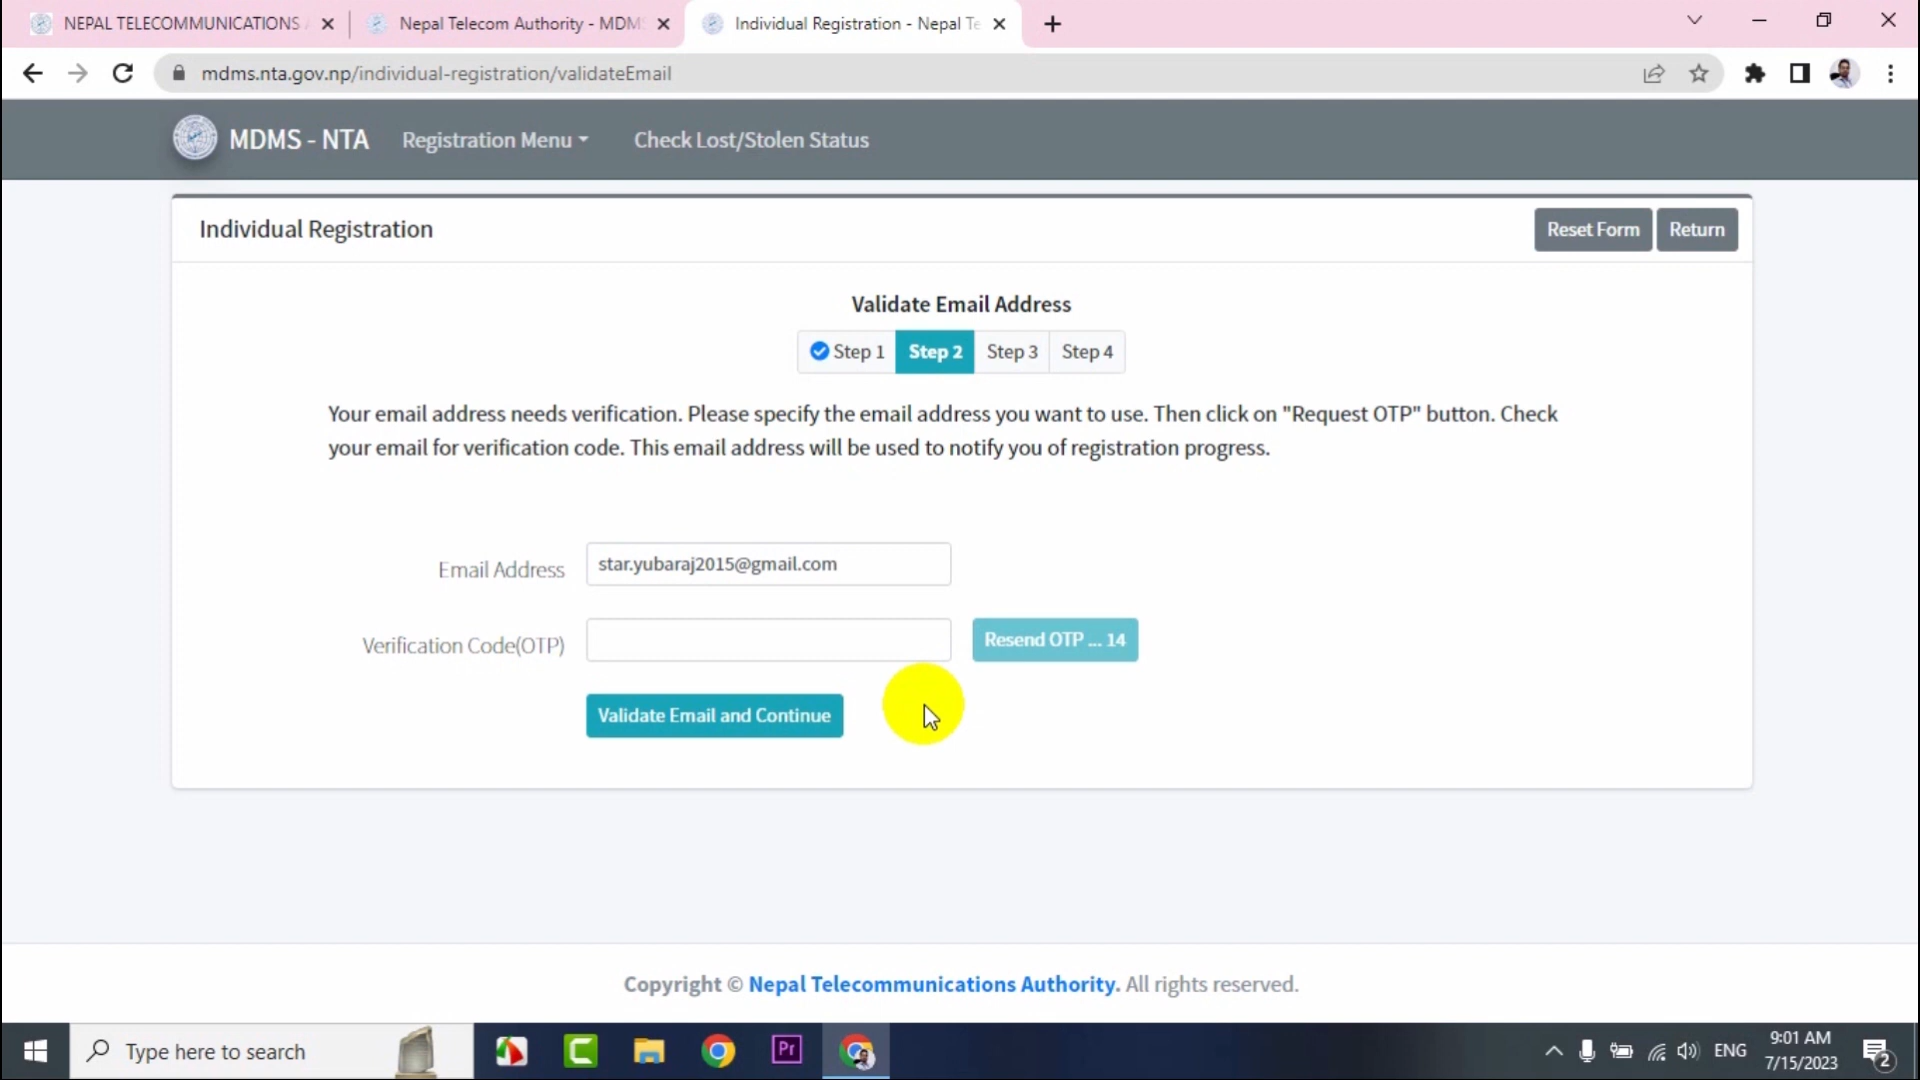 NEPAL TELECOMMUNICATIONS
Nepal Telecom Authority - MDMS
Individual Registration - Nepal Te
mdms.nta.gov.np/individual-registration/validateEmail
MDMS - NTA
Registration Menu
Check Lost/Stolen Status
Individual Registration
Reset Form
Return
Validate Email Address
Step 1
Step 2
Step 3
Step 4
Your email address needs verification. Please specify the email address you want to use. Then click on "Request OTP" button. Check
your email for verification code. This email address will be used to notify you of registration progress.
Email Address
star.yubaraj2015@gmail.com
Verification Code(OTP)
Resend OTP ... 14
Validate Email and Continue
Copyright © Nepal Telecommunications Authority. All rights reserved.
Type here to search
Pr
ENG
9:01 AM
7/15/2023
2